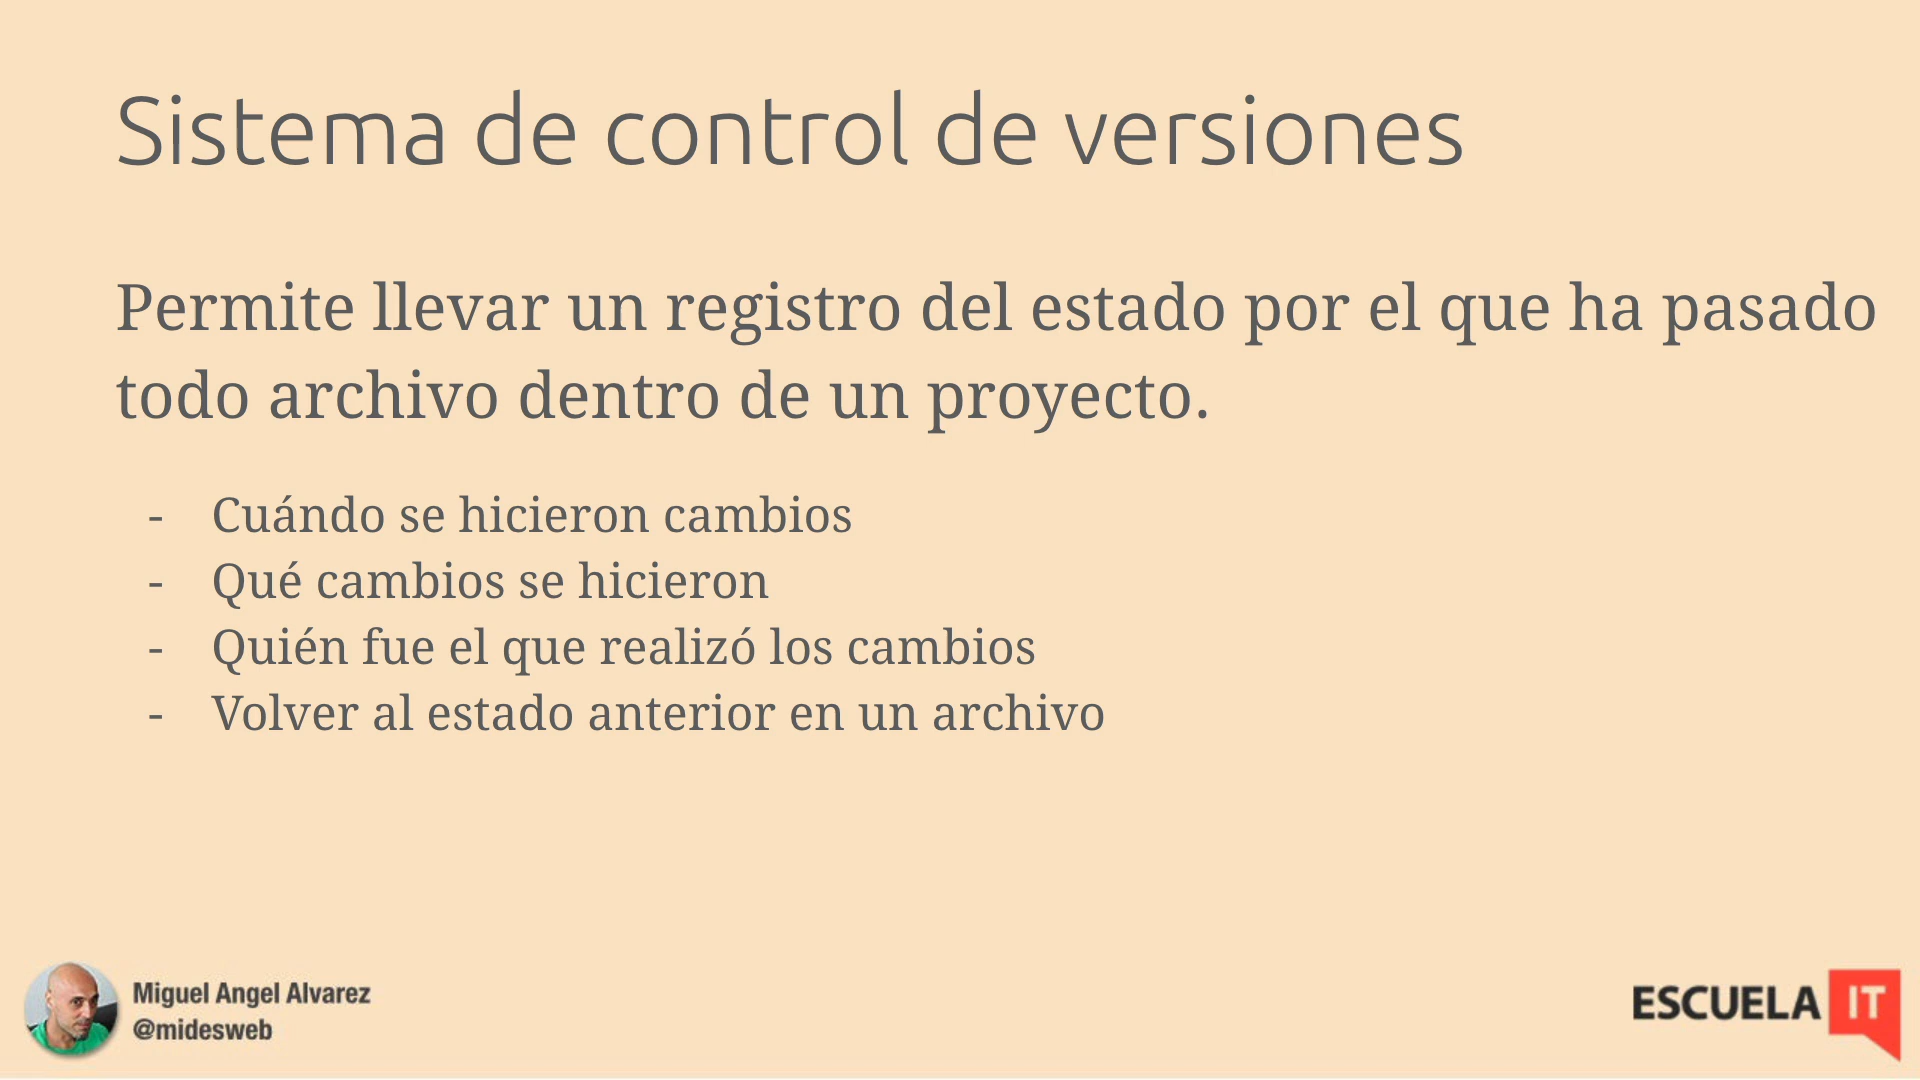 Sistema de control de versiones
Permite llevar un registro del estado por el que ha pasado
todo archivo dentro de un proyecto.
- Cuándo se hicieron cambios
- Qué cambios se hicieron
- Quién fue el que realizó los cambios
- Volver al estado anterior en un archivo
Miguel Angel Alvarez
@midesweb
ESCUELA IT